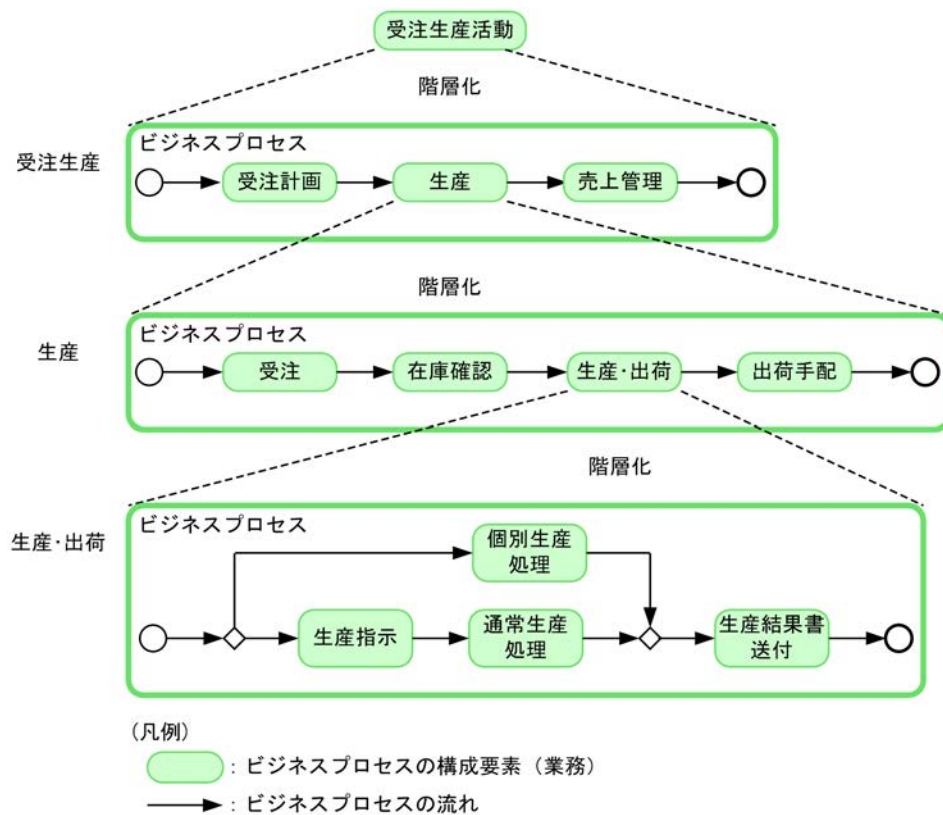 受注生産活動
階層化
受注生産
ビジネスプロセス
受注計画
生産
売上管理
階層化
生産
ビジネスプロセス
受注
在庫確認
生産・出荷
出荷手配
階層化
生産・出荷
ビジネスプロセス
個別生産
処理
生産指示
通常生産
処理
生産結果書
送付
(凡例)
：ビジネスプロセスの構成要素（業務）
：ビジネスプロセスの流れ